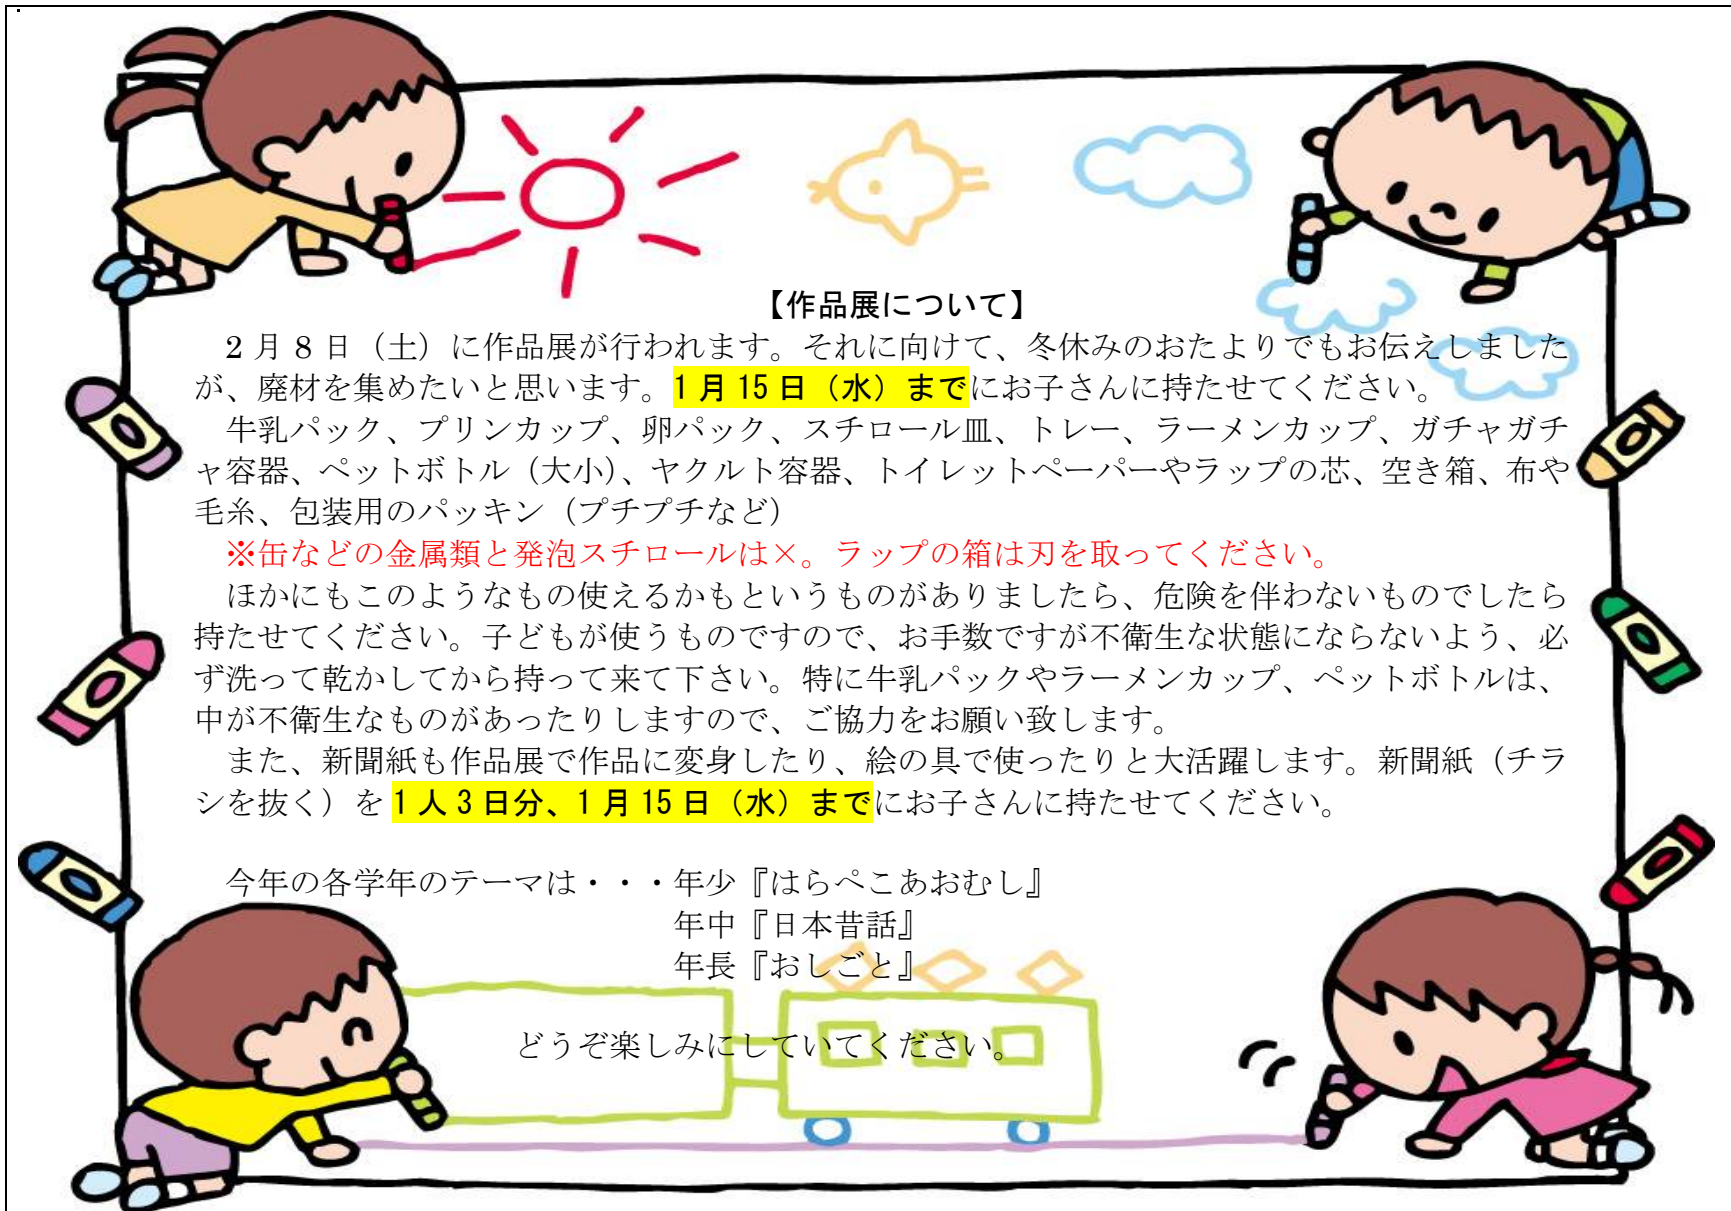 【作品展について】
2月8日（土）に作品展が行われます。それに向けて、冬休みのおたよりでもお伝えしました
が、廃材を集めたいと思います。1月15日（水）までにお子さんに持たせてください。
牛乳パック、プリンカップ、卵パック、スチロール皿、トレー、ラーメンカップ、ガチャガチ
ャ容器、ペットボトル（大小）、ヤクルト容器、トイレットペーパーやラップの芯、空き箱、布や
毛糸、包装用のパッキン（プチプチなど）
※缶などの金属類と発泡スチロールは×。ラップの箱は刃を取ってください。
ほかにもこのようなもの使えるかもというものがありましたら、危険を伴わないものでしたら
持たせてください。子どもが使うものですので、お手数ですが不衛生な状態にならないよう、必
ず洗って乾かしてから持って来て下さい。特に牛乳パックやラーメンカップ、ペットボトルは、
中が不衛生なものがあったりしますので、ご協力をお願い致します。
また、新聞紙も作品展で作品に変身したり、絵の具で使ったりと大活躍します。新聞紙（チラ
シを抜く）を1人3日分、1月15日（水）までにお子さんに持たせてください。
今年の各学年のテーマは・・・年少『はらぺこあおむし』
年中『日本昔話』
年長『おしごと』
どうぞ楽しみにしていてください。